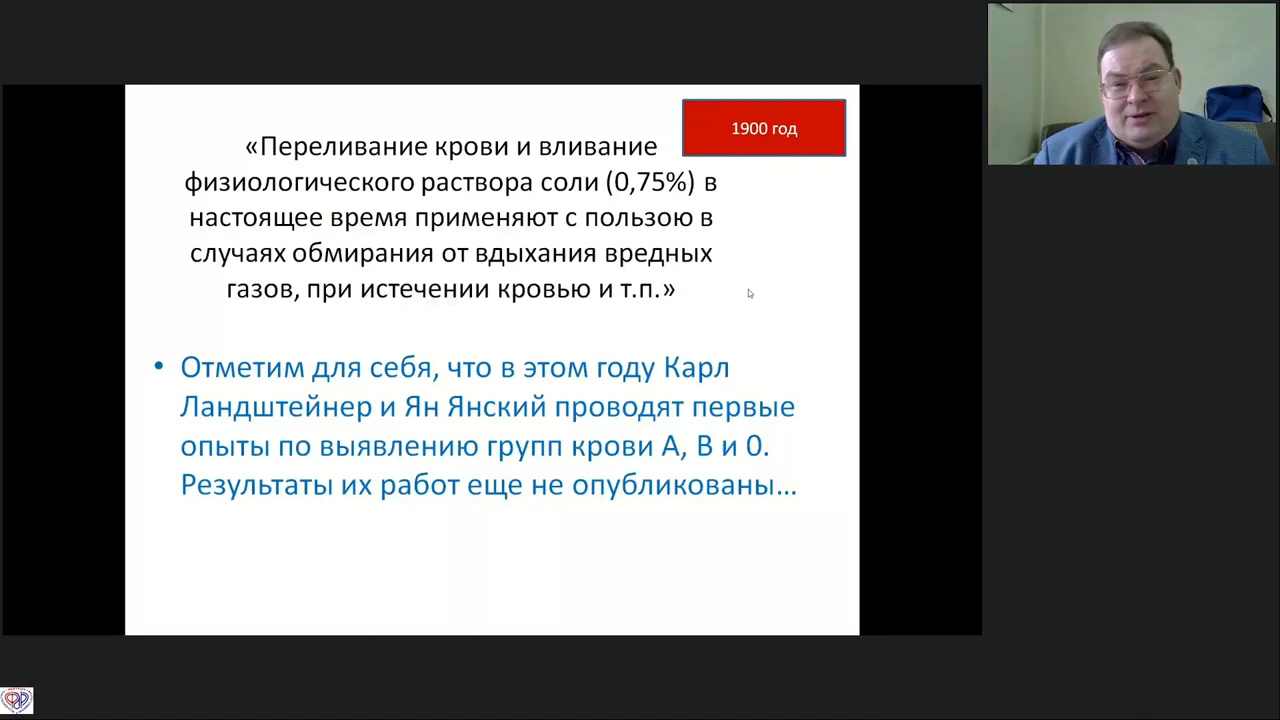 1900 год
«Переливание крови и вливание
физиологического раствора соли (0,75%) в
настоящее время применяют с пользою в
случаях обмирания от вдыхания вредных
газов, при истечении кровью и т.п.»
• Отметим для себя, что в этом году Карл
Ландштейнер и Ян Янский проводят первые
опыты по выявлению групп крови А, В и 0.
Результаты их работ еще не опубликованы…